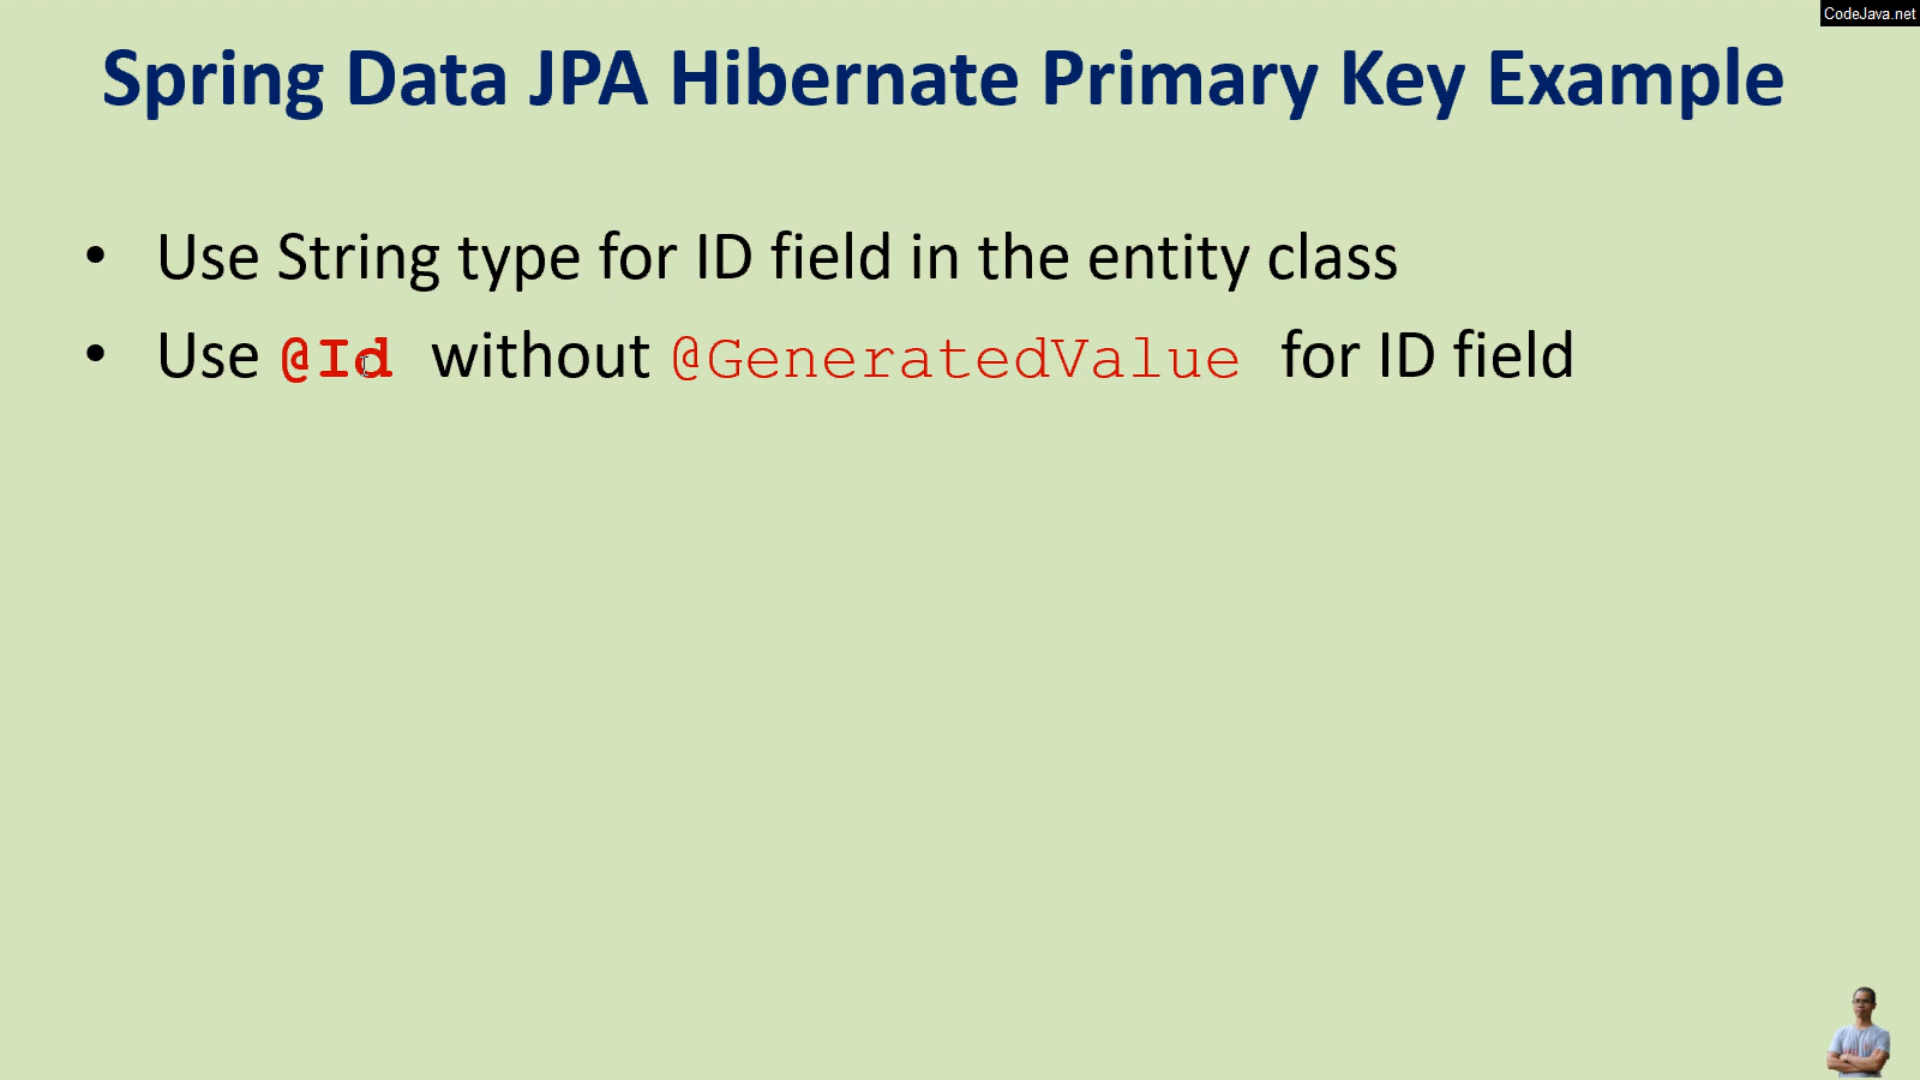 CodeJava.net
Spring Data JPA Hibernate Primary Key Example
• Use String type for ID field in the entity class
• Use @Id without @GeneratedValue for ID field